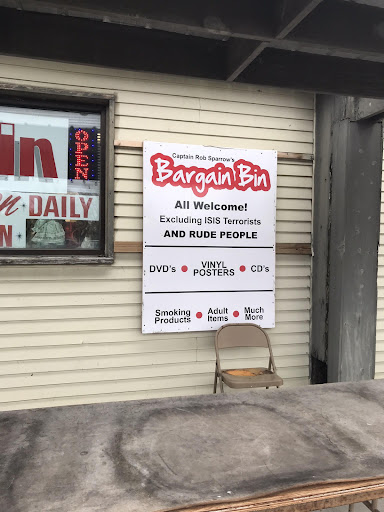 in
OPEN
DAILY
N
Captain Rob Sparrow's
Bargain Bin
All Welcome!
Excluding ISIS Terrorists
AND RUDE PEOPLE
DVD's • VINYL POSTERS • CD's
Smoking Products • Adult Items • Much More